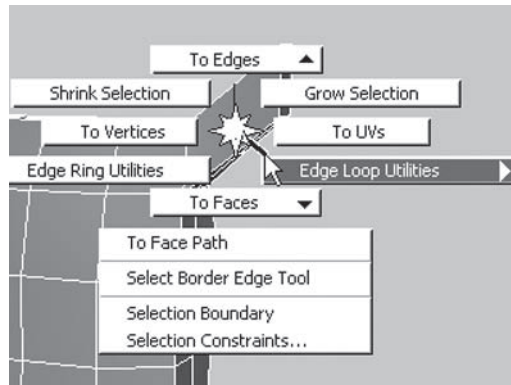 To Edges
Shrink Selection
Grow Selection
To Vertices
To UVs
Edge Ring Utilities
Edge Loop Utilities
To Faces
To Face Path
Select Border Edge Tool
Selection Boundary
Selection Constraints...